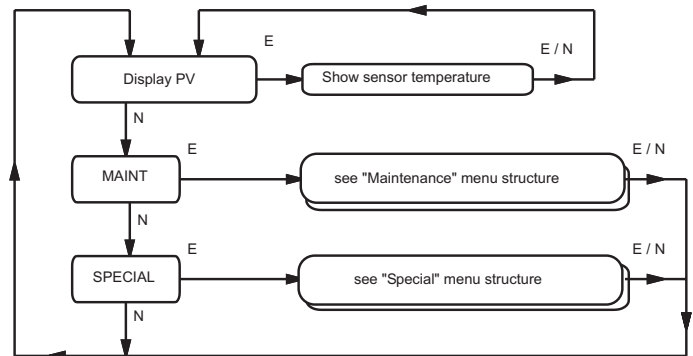 E
E / N
Display PV
Show sensor temperature
N
E
E / N
MAINT
see "Maintenance" menu structure
N
E
E / N
SPECIAL
see "Special" menu structure
N